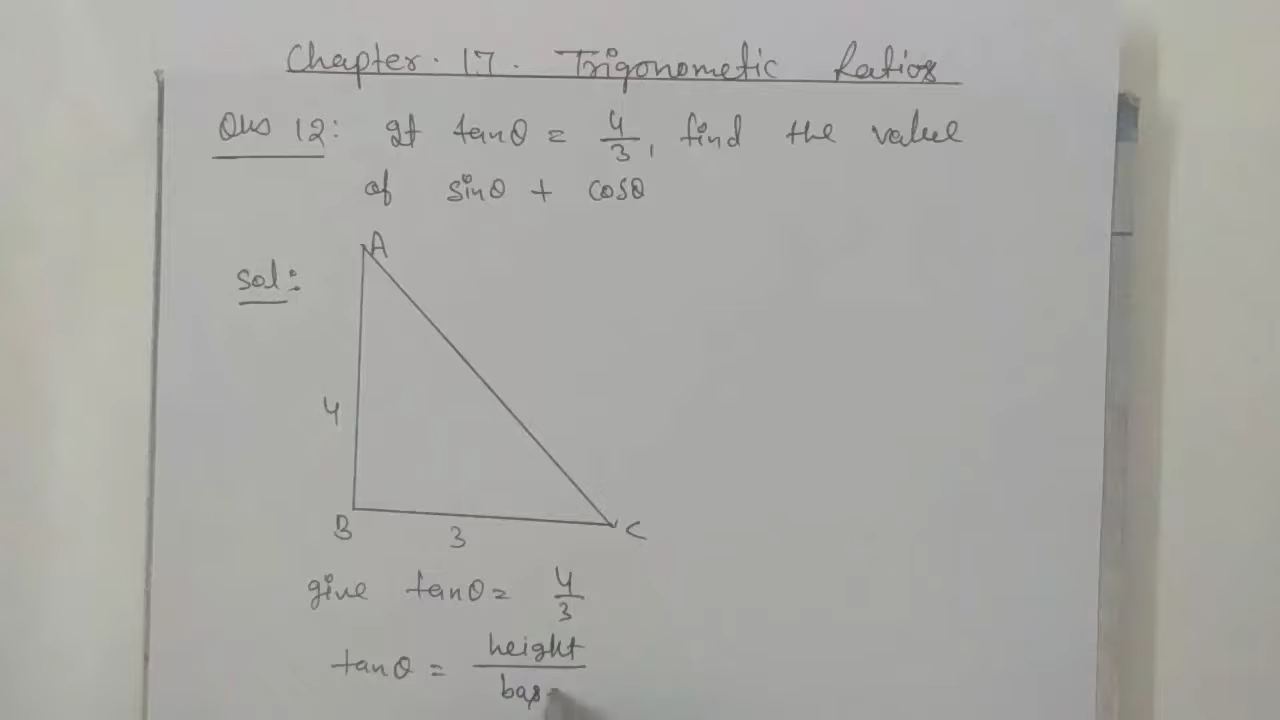 Chapter. 17. Trigonometic Ratios
Ques 12: If tanθ = 4/3, find the value
of sinθ + cosθ
sol:
A
4
B
3
C
give tanθ = 4/3
tanθ = height/bas